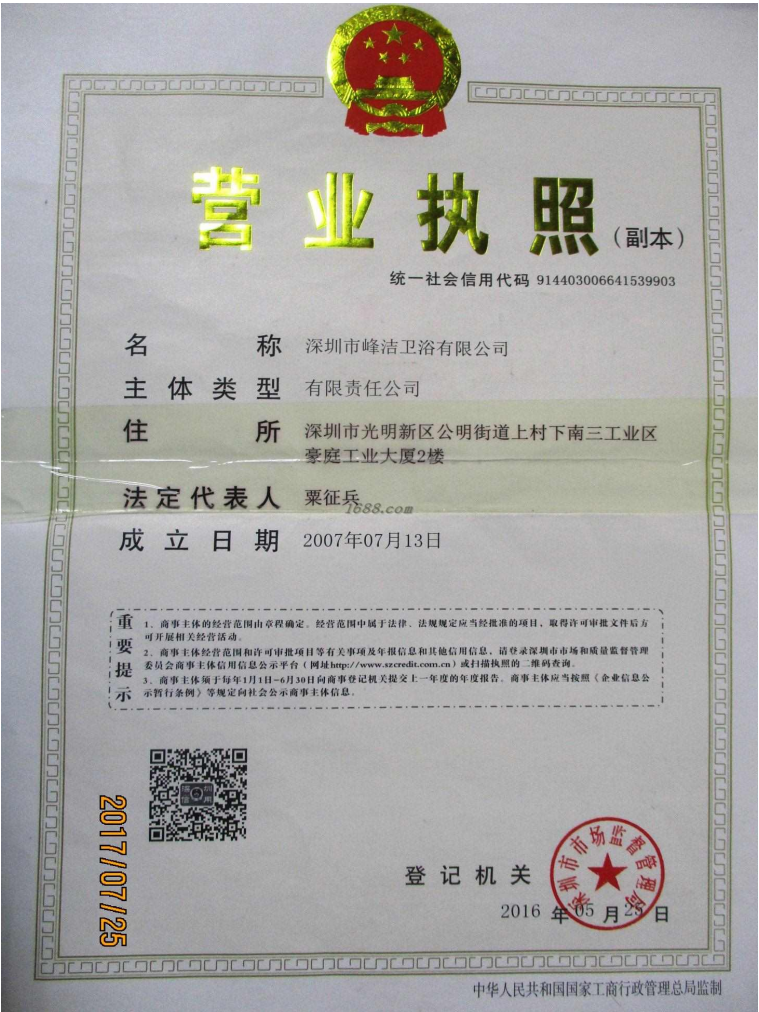 营业执照（副本）
统一社会信用代码 914403006641539903
名称 深圳市峰洁卫浴有限公司
主体类型 有限责任公司
住所 深圳市光明新区公明街道上村下南三工业区
豪庭工业大厦2楼
法定代表人 粟征兵
1688.com
成立日期 2007年07月13日
重要提示
1、商事主体的经营范围由章程确定。经营范围中属于法律、法规规定应当经批准的项目，取得许可审批文件后方
可开展相关经营活动。
2、商事主体经营范围和许可审批项目等有关事项及年报信息和其他信用信息，请登录深圳市市场和质量监督管理
委员会商事主体信用信息公示平台（网址http://www.szcredit.com.cn）或扫描执照的二维码查询。
3、商事主体须于每年1月1日-6月30日向商事登记机关提交上一年度的年度报告。商事主体应当按照《企业信息公
示暂行条例》等规定向社会公示商事主体信息。
深圳信用
2017/07/25
登记机关
深圳市市场监督管理局
2016 年 05 月 25 日
中华人民共和国国家工商行政管理总局监制